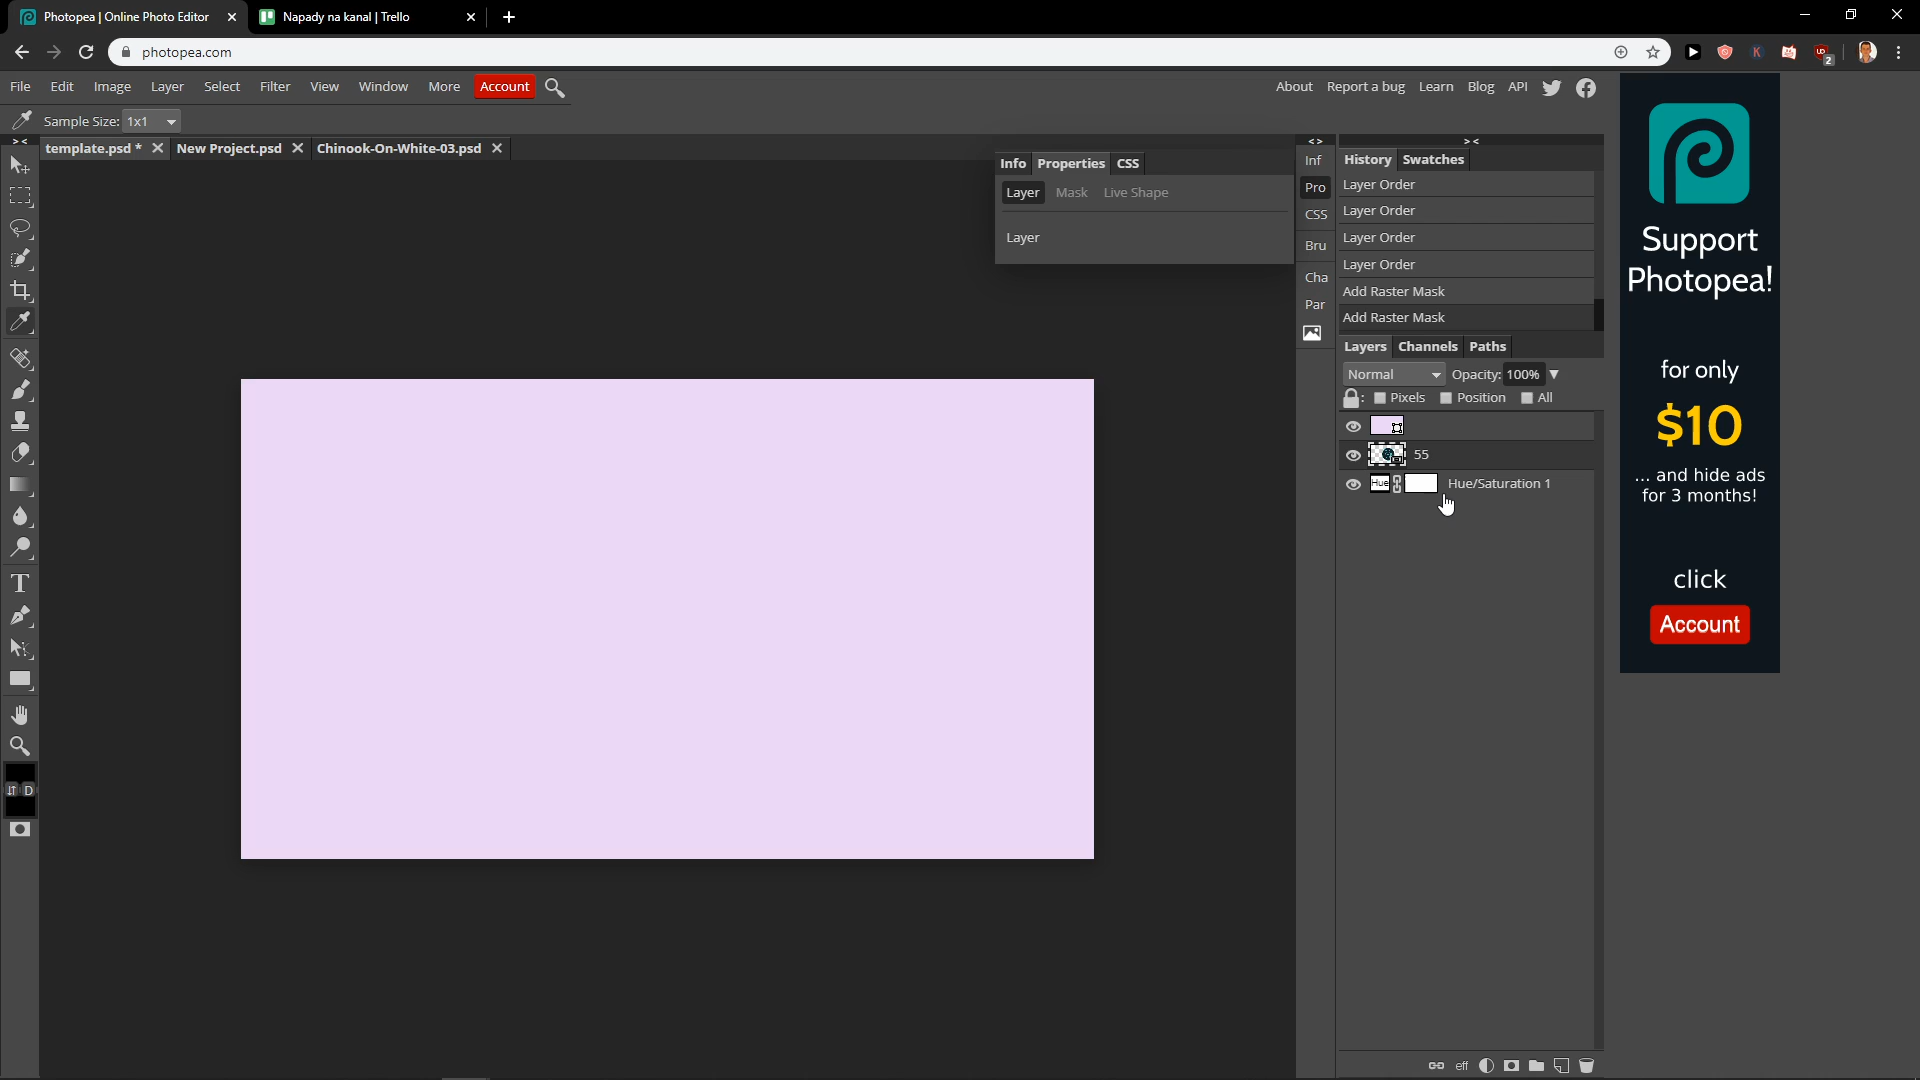 Photopea | Online Photo Editor
Napady na kanal | Trello
photopea.com
2
File Edit Image Layer Select Filter View Window More Account
About Report a bug Learn Blog API
Sample Size: 1x1
template.psd * New Project.psd Chinook-On-White-03.psd
Info Properties CSS
Layer Mask Live Shape
Layer
Inf
Pro
CSS
Bru
Cha
Par
History Swatches
Layer Order
Layer Order
Layer Order
Layer Order
Add Raster Mask
Add Raster Mask
Layers Channels Paths
Normal Opacity: 100%
: Pixels Position All
55
Hue Hue/Saturation 1
eff
D
Support
Photopea!
for only
$10
... and hide ads
for 3 months!
click
Account